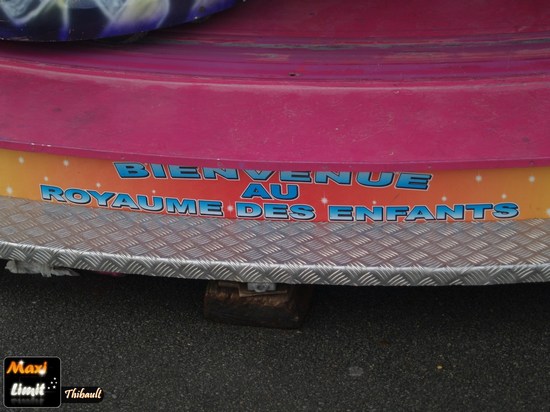 BIENVENUE
AU
ROYAUME DES ENFANTS
Maxi
Limit
Thibault